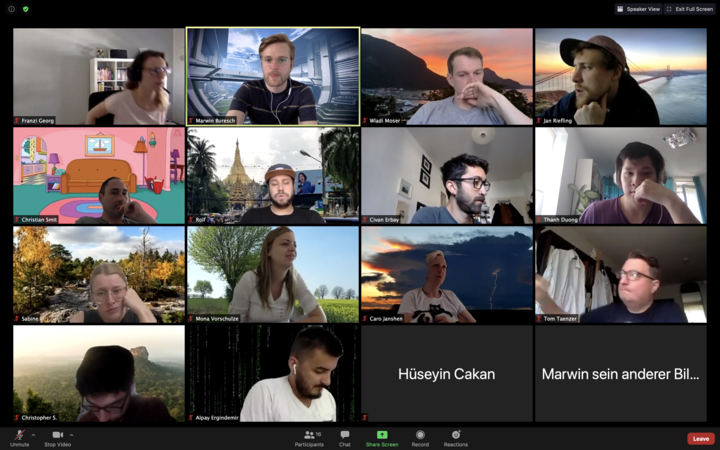 Speaker View
Exit Full Screen
Franzi Georg
Marwin Buresch
Wladi Moser
Jan Riefling
Christian Smit
Rolf
Civan Erbay
Thanh Duong
Sabine
Mona Vorschulze
Caro Janshen
Tom Taenzer
Christopher S.
Alpay Ergindemir
Hüseyin Cakan
Marwin sein anderer Bil...
Unmute
Stop Video
Participants
16
Chat
Share Screen
Record
Reactions
Leave